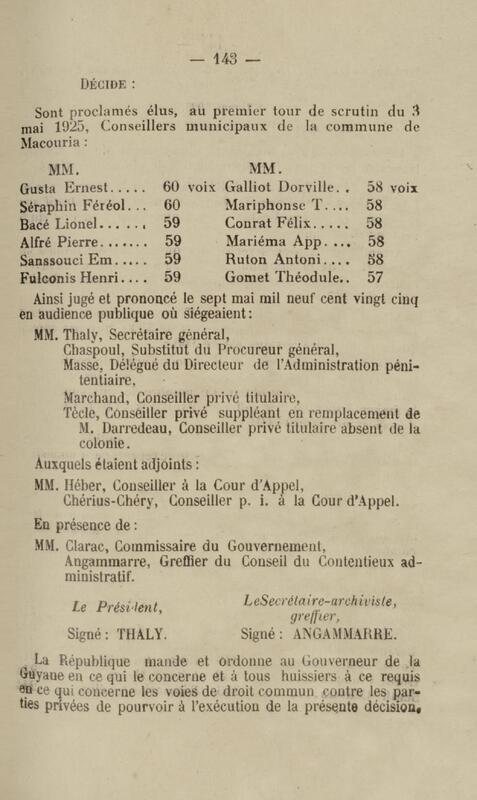 — 143 —
DÉCIDE :
Sont proclamés élus, au premier tour de scrutin du 3
mai 1925, Conseillers municipaux de la commune de
Macouria :
MM. MM.
Gusta Ernest..... 60 voix Galliot Dorville.. 58 voix
Séraphin Féréol... 60 Mariphonse T.... 58
Bacé Lionel...... 59 Conrat Félix..... 58
Alfré Pierre....... 59 Mariéma App.... 58
Sanssouci Em..... 59 Ruton Antoni.... 58
Fulconis Henri.... 59 Gomet Théodule.. 57
Ainsi jugé et prononcé le sept mai mil neuf cent vingt cinq
en audience publique où siégeaient :
MM. Thaly, Secrétaire général,
Chaspoul, Substitut du Procureur général,
Masse, Délégué du Directeur de l'Administration péni-
tentiaire,
Marchand, Conseiller privé titulaire,
Tècle, Conseiller privé suppléant en remplacement de
M. Darredeau, Conseiller privé titulaire absent de la
colonie.
Auxquels étaient adjoints :
MM. Héber, Conseiller à la Cour d'Appel,
Chérius-Chéry, Conseiller p. i. à la Cour d'Appel.
En présence de :
MM. Clarac, Commissaire du Gouvernement,
Angammarre, Greffier du Conseil du Contentieux ad-
ministratif.
Le Président, LeSecrétaire-archiviste,
greffier,
Signé : THALY. Signé : ANGAMMARRE.
La République mande et ordonne au Gouverneur de la
Guyane en ce qui le concerne et à tous huissiers à ce requis
en ce qui concerne les voies de droit commun contre les par-
ties privées de pourvoir à l'exécution de la présente décision.